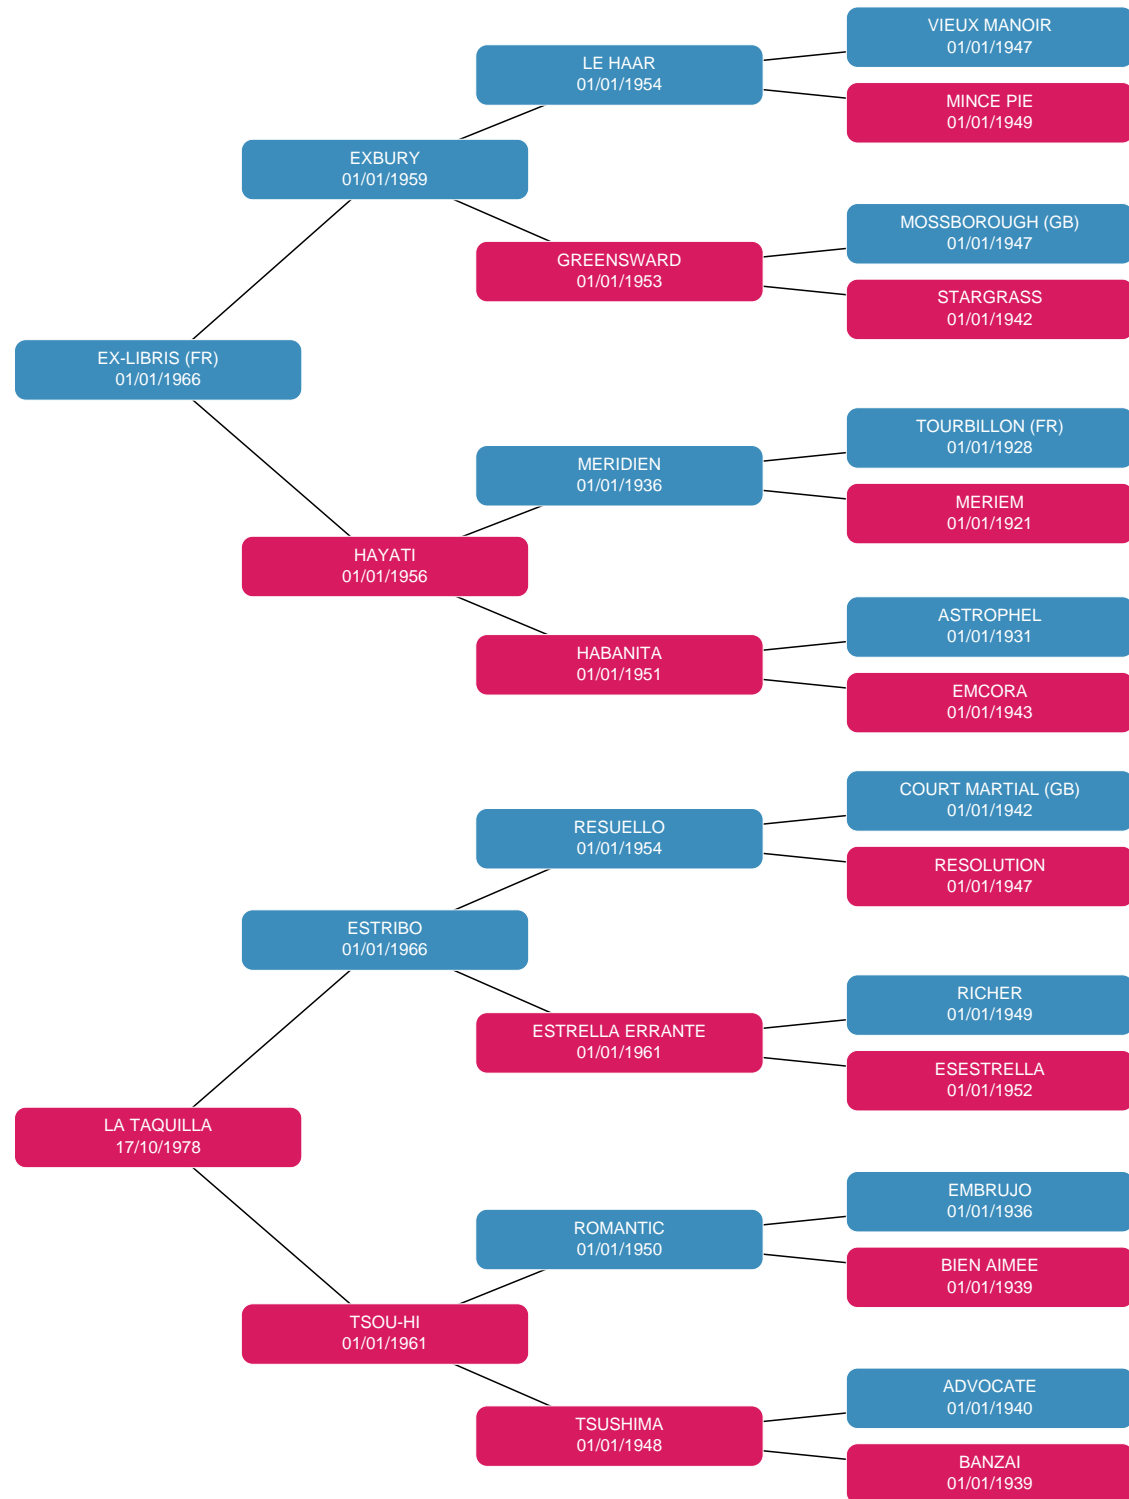 VIEUX MANOIR
01/01/1947
LE HAAR
01/01/1954
MINCE PIE
01/01/1949
EXBURY
01/01/1959
MOSSBOROUGH (GB)
01/01/1947
GREENSWARD
01/01/1953
STARGRASS
01/01/1942
EX-LIBRIS (FR)
01/01/1966
TOURBILLON (FR)
01/01/1928
MERIDIEN
01/01/1936
MERIEM
01/01/1921
HAYATI
01/01/1956
ASTROPHEL
01/01/1931
HABANITA
01/01/1951
EMCORA
01/01/1943
COURT MARTIAL (GB)
01/01/1942
RESUELLO
01/01/1954
RESOLUTION
01/01/1947
ESTRIBO
01/01/1966
RICHER
01/01/1949
ESTRELLA ERRANTE
01/01/1961
ESESTRELLA
01/01/1952
LA TAQUILLA
17/10/1978
EMBRUJO
01/01/1936
ROMANTIC
01/01/1950
BIEN AIMEE
01/01/1939
TSOU-HI
01/01/1961
ADVOCATE
01/01/1940
TSUSHIMA
01/01/1948
BANZAI
01/01/1939